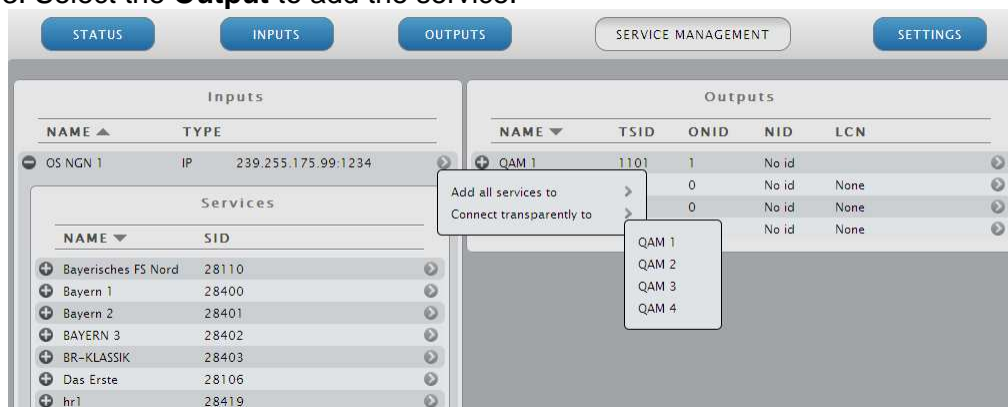 Select the Output to add the service.
STATUS INPUTS OUTPUTS SERVICE MANAGEMENT SETTINGS
Inputs
NAME TYPE
OS NGN 1 IP 239.255.175.99:1234
Services
NAME SID
Bayerisches FS Nord 28110
Bayern 1 28400
Bayern 2 28401
BAYERN 3 28402
BR-KLASSIK 28403
Das Erste 28106
hr1 28419
Outputs
NAME TSID ONID NID LCN
QAM 1 1101 1 No id
0 No id None
0 No id None
No id None
Add all services to
Connect transparently to
QAM 1
QAM 2
QAM 3
QAM 4